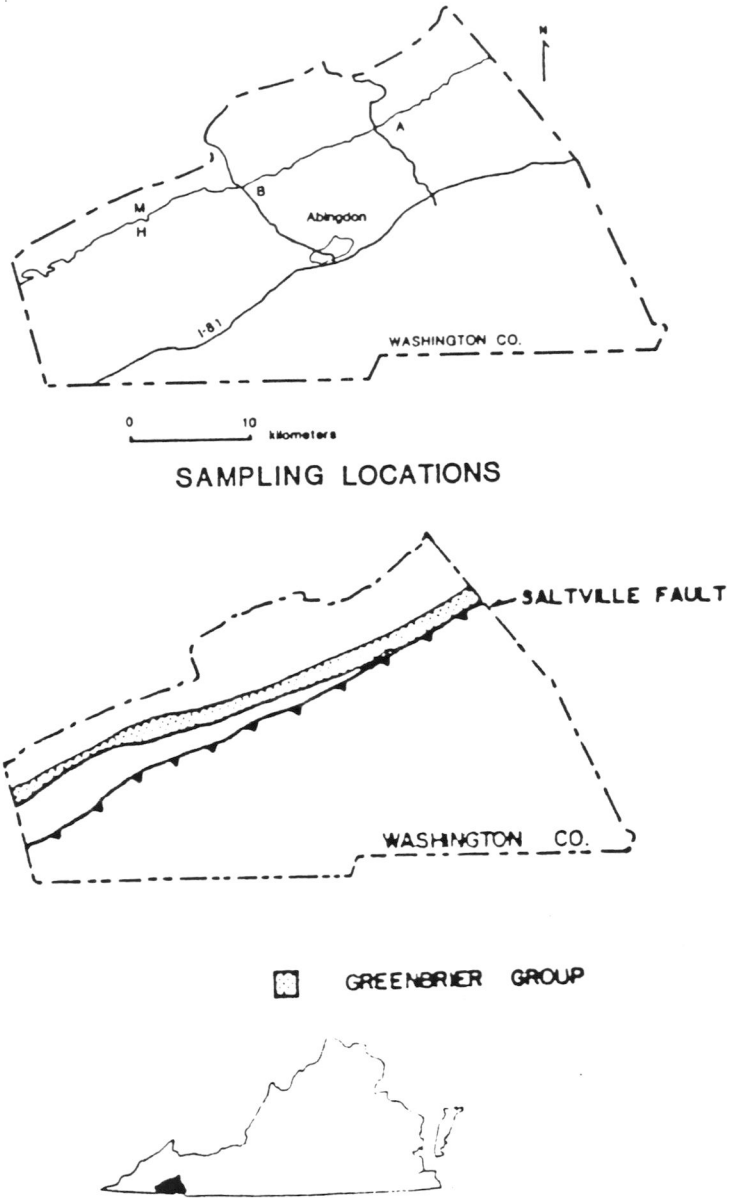 N
A
B
M
H
Abingdon
I-81
WASHINGTON CO.
0 10
kilometers
SAMPLING LOCATIONS
SALTVILLE FAULT
WASHINGTON CO.
GREENBRIER GROUP